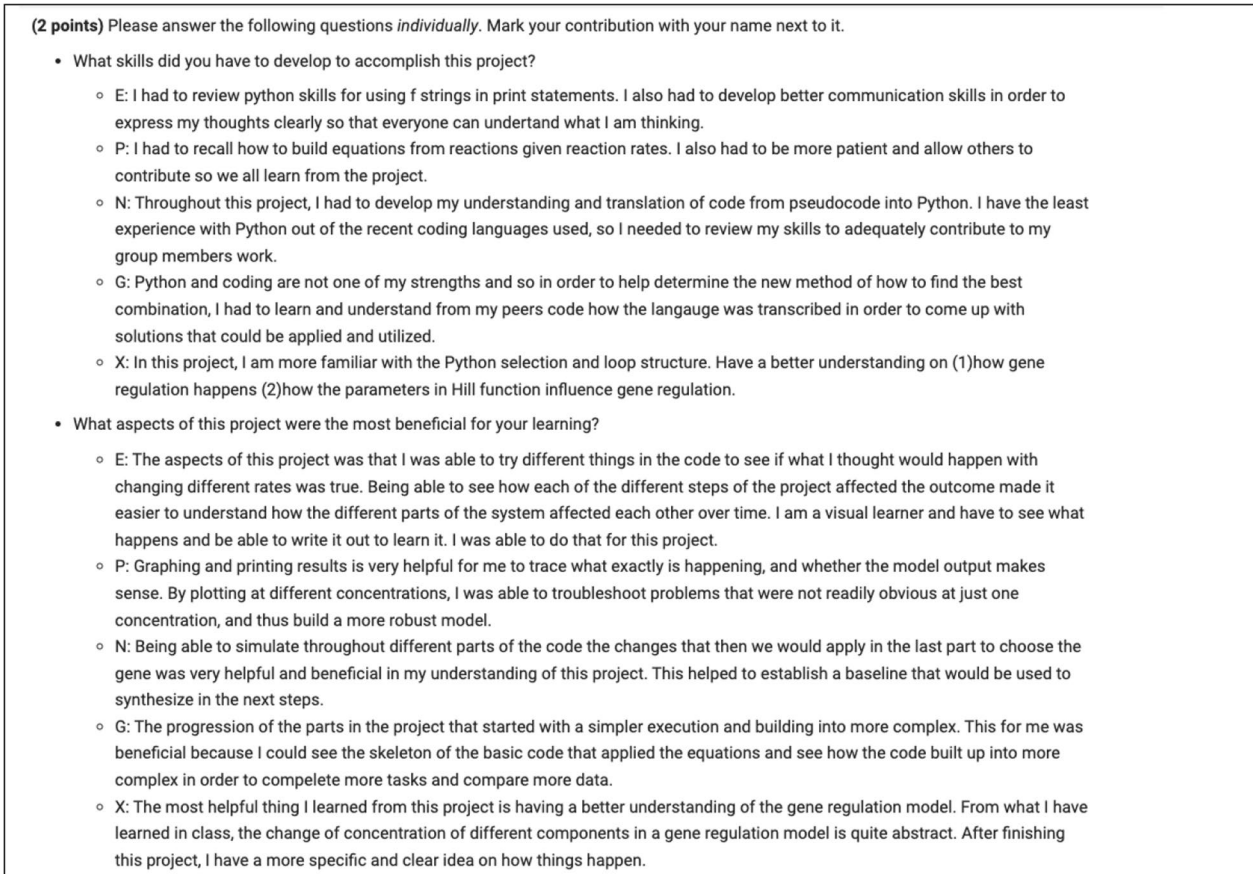 (2 points) Please answer the following questions individually. Mark your contribution with your name next to it.
• What skills did you have to develop to accomplish this project?
◦ E: I had to review python skills for using f strings in print statements. I also had to develop better communication skills in order to
express my thoughts clearly so that everyone can undertand what I am thinking.
◦ P: I had to recall how to build equations from reactions given reaction rates. I also had to be more patient and allow others to
contribute so we all learn from the project.
◦ N: Throughout this project, I had to develop my understanding and translation of code from pseudocode into Python. I have the least
experience with Python out of the recent coding languages used, so I needed to review my skills to adequately contribute to my
group members work.
◦ G: Python and coding are not one of my strengths and so in order to help determine the new method of how to find the best
combination, I had to learn and understand from my peers code how the langauge was transcribed in order to come up with
solutions that could be applied and utilized.
◦ X: In this project, I am more familiar with the Python selection and loop structure. Have a better understanding on (1)how gene
regulation happens (2)how the parameters in Hill function influence gene regulation.
• What aspects of this project were the most beneficial for your learning?
◦ E: The aspects of this project was that I was able to try different things in the code to see if what I thought would happen with
changing different rates was true. Being able to see how each of the different steps of the project affected the outcome made it
easier to understand how the different parts of the system affected each other over time. I am a visual learner and have to see what
happens and be able to write it out to learn it. I was able to do that for this project.
◦ P: Graphing and printing results is very helpful for me to trace what exactly is happening, and whether the model output makes
sense. By plotting at different concentrations, I was able to troubleshoot problems that were not readily obvious at just one
concentration, and thus build a more robust model.
◦ N: Being able to simulate throughout different parts of the code the changes that then we would apply in the last part to choose the
gene was very helpful and beneficial in my understanding of this project. This helped to establish a baseline that would be used to
synthesize in the next steps.
◦ G: The progression of the parts in the project that started with a simpler execution and building into more complex. This for me was
beneficial because I could see the skeleton of the basic code that applied the equations and see how the code built up into more
complex in order to compelete more tasks and compare more data.
◦ X: The most helpful thing I learned from this project is having a better understanding of the gene regulation model. From what I have
learned in class, the change of concentration of different components in a gene regulation model is quite abstract. After finishing
this project, I have a more specific and clear idea on how things happen.